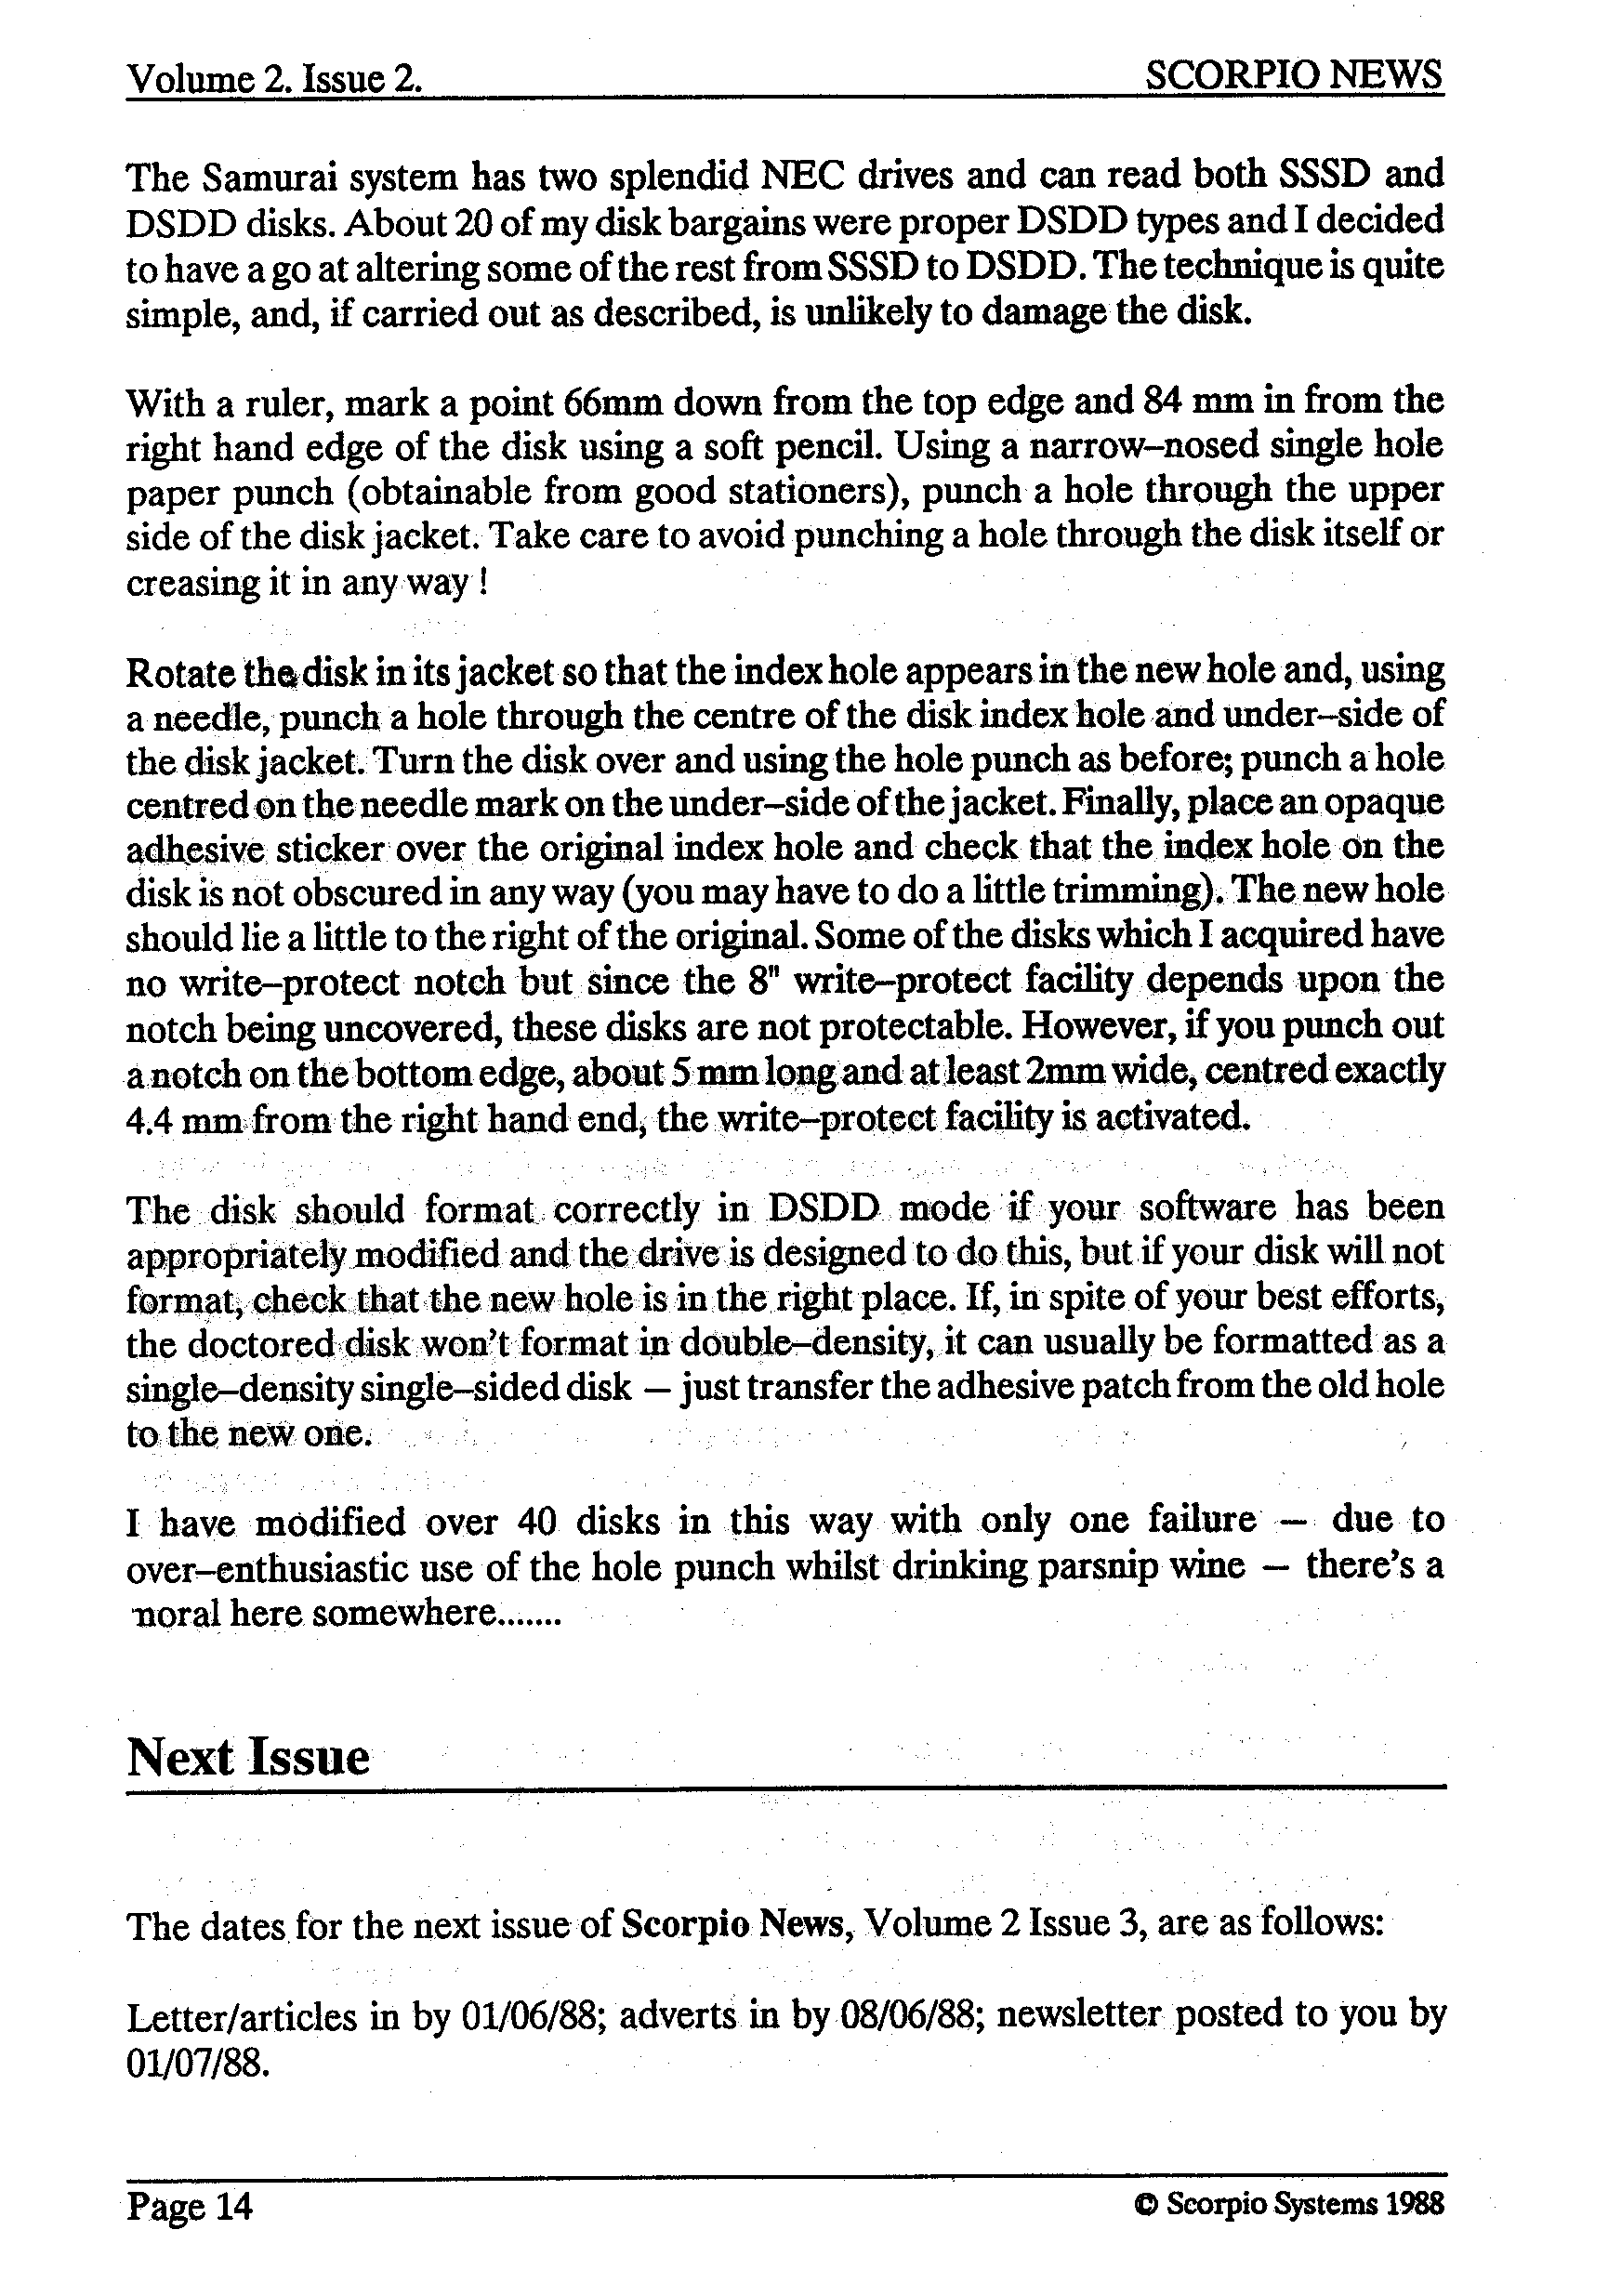 Volume 2. Issue 2. SCORPIO NEWS
The Samurai system has two splendid NEC drives and can read both SSSD and
DSDD disks. About 20 of my disk bargains were proper DSDD types and I decided
to have a go at altering some of the rest from SSSD to DSDD. The technique is quite
simple, and, if carried out as described, is unlikely to damage the disk.
With a ruler, mark a point 66mm down from the top edge and 84 mm in from the
right hand edge of the disk using a soft pencil. Using a narrow–nosed single hole
paper punch (obtainable from good stationers), punch a hole through the upper
side of the disk jacket. Take care to avoid punching a hole through the disk itself or
creasing it in any way !
Rotate the disk in its jacket so that the index hole appears in the new hole and, using
a needle, punch a hole through the centre of the disk index hole and under–side of
the disk jacket. Turn the disk over and using the hole punch as before; punch a hole
centred on the needle mark on the under–side of the jacket. Finally, place an opaque
adhesive sticker over the original index hole and check that the index hole on the
disk is not obscured in any way (you may have to do a little trimming). The new hole
should lie a little to the right of the original. Some of the disks which I acquired have
no write–protect notch but since the 8" write–protect facility depends upon the
notch being uncovered, these disks are not protectable. However, if you punch out
a notch on the bottom edge, about 5 mm long and at least 2mm wide, centred exactly
4.4 mm from the right hand end, the write–protect facility is activated.
The disk should format correctly in DSDD mode if your software has been
appropriately modified and the drive is designed to do this, but if your disk will not
format, check that the new hole is in the right place. If, in spite of your best efforts,
the doctored disk won't format in double–density, it can usually be formatted as a
single–density single–sided disk – just transfer the adhesive patch from the old hole
to the new one.
I have modified over 40 disks in this way with only one failure – due to
over–enthusiastic use of the hole punch whilst drinking parsnip wine – there's a
moral here somewhere.......
Next Issue
The dates for the next issue of Scorpio News, Volume 2 Issue 3, are as follows:
Letter/articles in by 01/06/88; adverts in by 08/06/88; newsletter posted to you by
01/07/88.
Page 14 © Scorpio Systems 1988